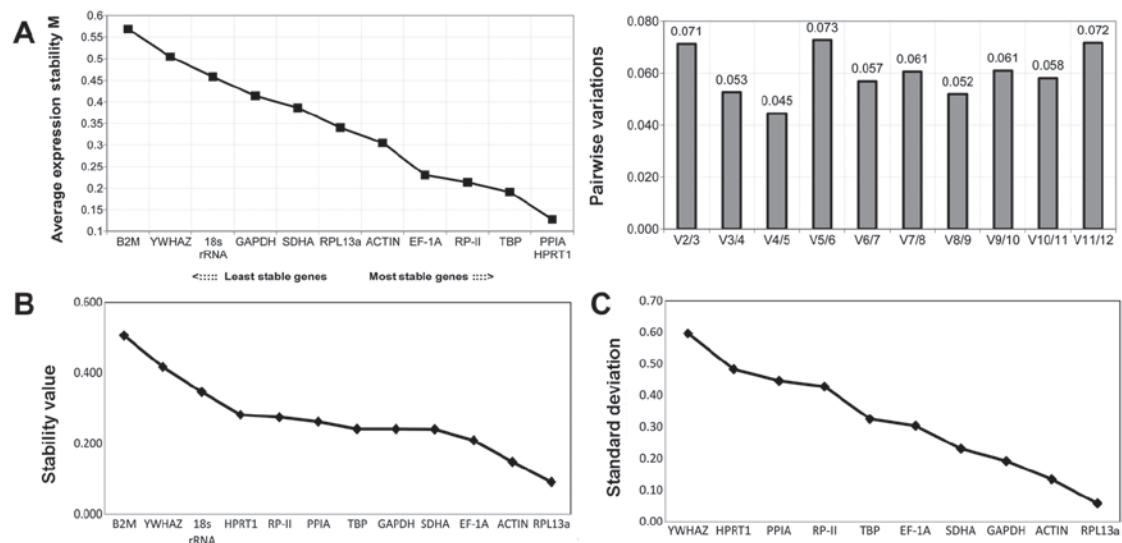 A
Average expression stability M
0.6
0.55
0.5
0.45
0.4
0.35
0.3
0.25
0.2
0.15
0.1
B2M YWHAZ 18s rRNA GAPDH SDHA RPL13a ACTIN EF-1A RP-II TBP PPIA HPRT1
<::::: Least stable genes Most stable genes ::::>
Pairwise variations
0.080
0.060
0.040
0.020
0.000
0.071 0.053 0.045 0.073 0.057 0.061 0.052 0.061 0.058 0.072
V2/3 V3/4 V4/5 V5/6 V6/7 V7/8 V8/9 V9/10 V10/11 V11/12
B
Stability value
0.600
0.400
0.200
0.000
B2M YWHAZ 18s rRNA HPRT1 RP-II PPIA TBP GAPDH SDHA EF-1A ACTIN RPL13a
C
Standard deviation
0.70
0.60
0.50
0.40
0.30
0.20
0.10
0.00
YWHAZ HPRT1 PPIA RP-II TBP EF-1A SDHA GAPDH ACTIN RPL13a